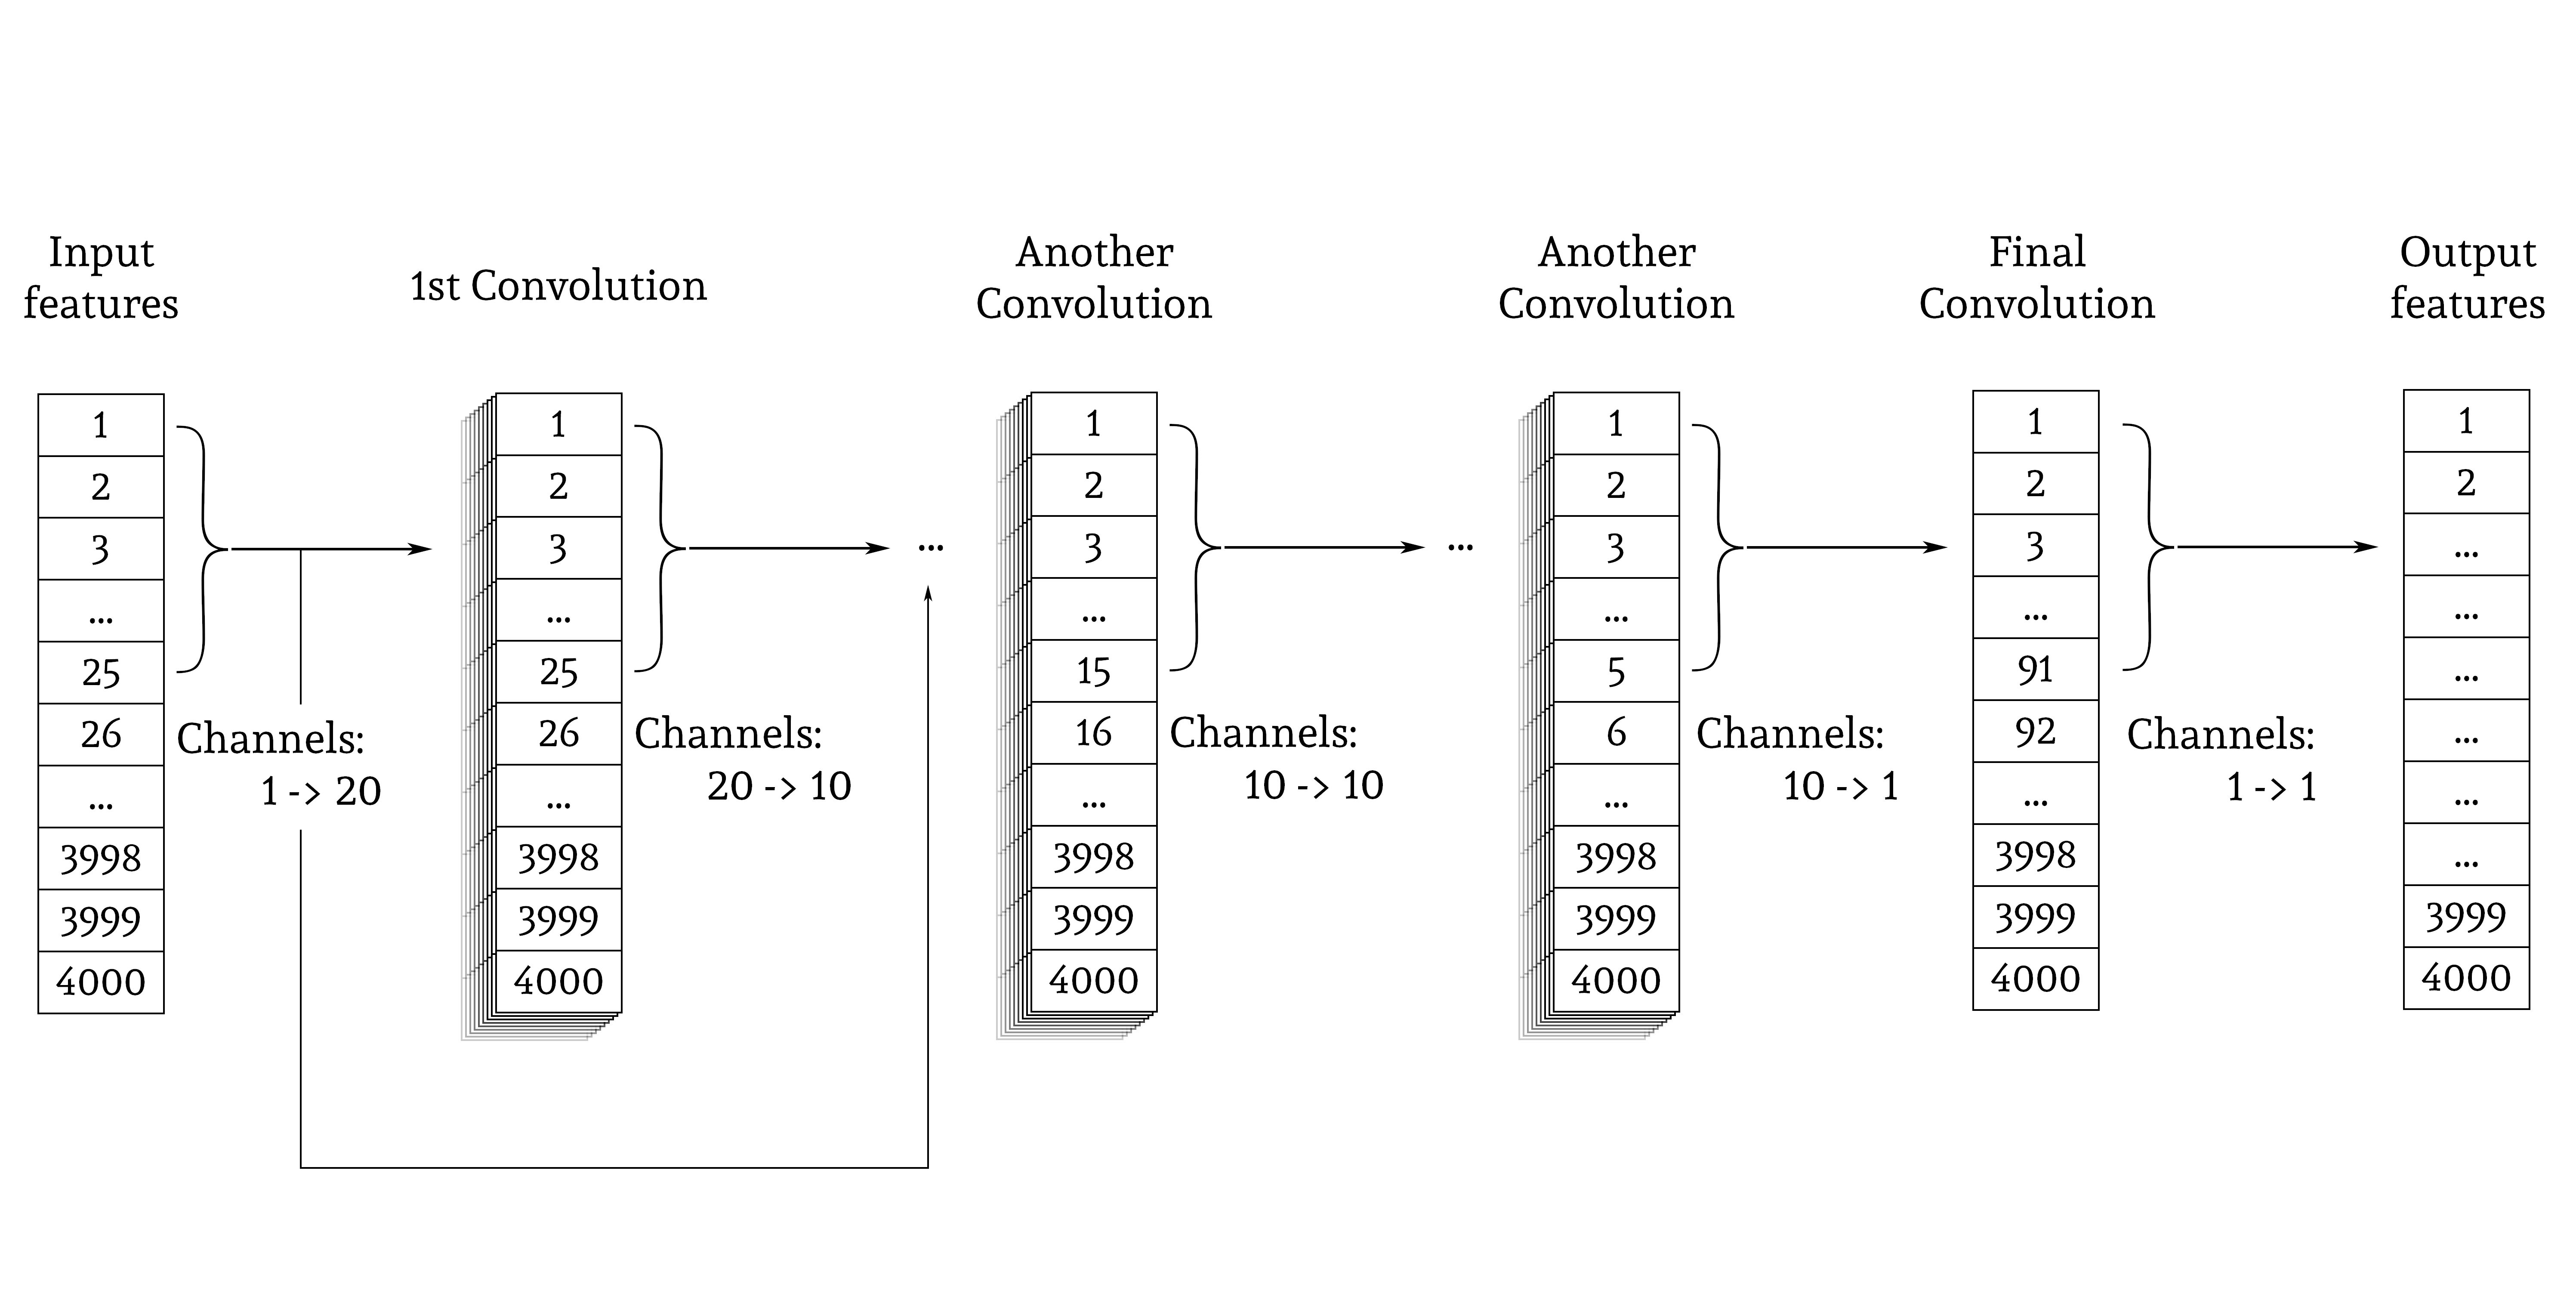 Input
features
1st Convolution
Another
Convolution
Another
Convolution
Final
Convolution
Output
features
1
2
3
...
25
26
...
3998
3999
4000
Channels:
1 -> 20
1
2
3
...
25
26
...
3998
3999
4000
Channels:
20 -> 10
...
1
2
3
...
15
16
...
3998
3999
4000
Channels:
10 -> 10
...
1
2
3
...
5
6
...
3998
3999
4000
Channels:
10 -> 1
1
2
3
...
91
92
...
3998
3999
4000
Channels:
1 -> 1
1
2
...
...
...
...
...
...
3999
4000